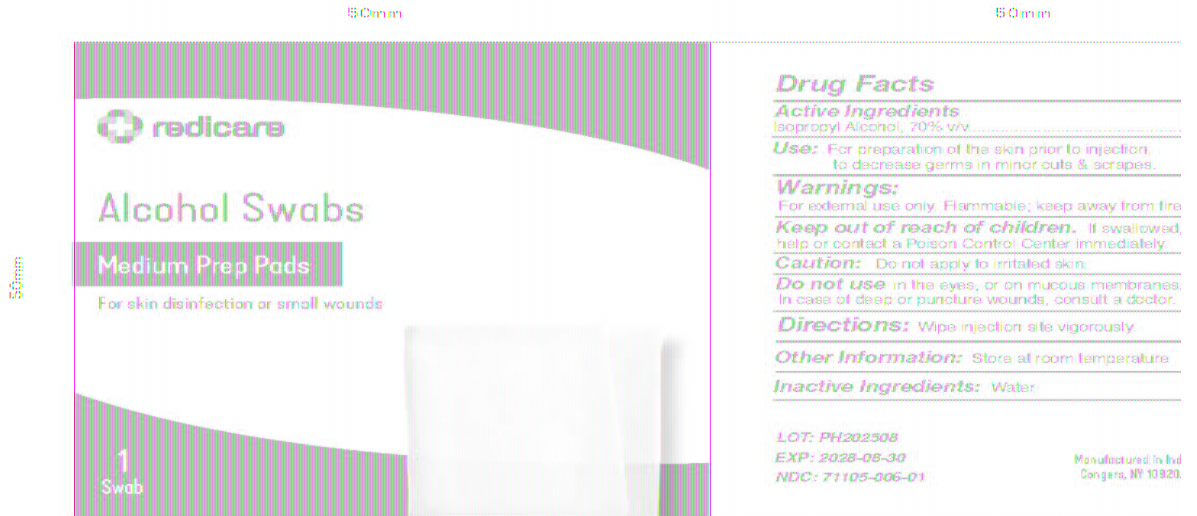 50mm
50mm
50mm
redicare
Alcohol Swabs
Medium Prep Pads
For skin disinfection or small wounds
1
Swab
Drug Facts
Active Ingredients
Isopropyl Alcohol, 70% v/v
Use: For preparation of the skin prior to injection.
to decrease germs in minor cuts & scrapes.
Warnings:
For external use only. Flammable; keep away from fire
Keep out of reach of children. If swallowed,
help or contact a Poison Control Center immediately
Caution: Do not apply to irritated skin.
Do not use in the eyes, or on mucous membranes.
In case of deep or puncture wounds, consult a doctor.
Directions: Wipe injection site vigorously.
Other Information: Store at room temperature
Inactive Ingredients: Water
LOT: PH202508
EXP: 2028-08-30
NDC: 71105-006-01
Manufactured in Ind
Congers, NY 10920.